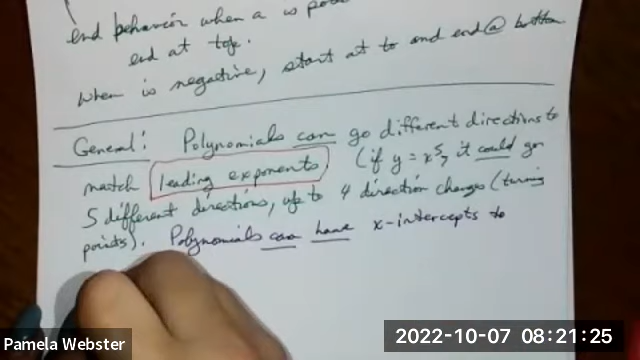 end behavior when a is pos
end at top.
When is negative, start at to and end @ bottom
General: Polynomials can go different directions to
match leading exponents (if y = x⁵, it could go
5 different directions, up to 4 direction changes (turning
points). Polynomials can have x-intercepts to
Pamela Webster
2022-10-07 08:21:25